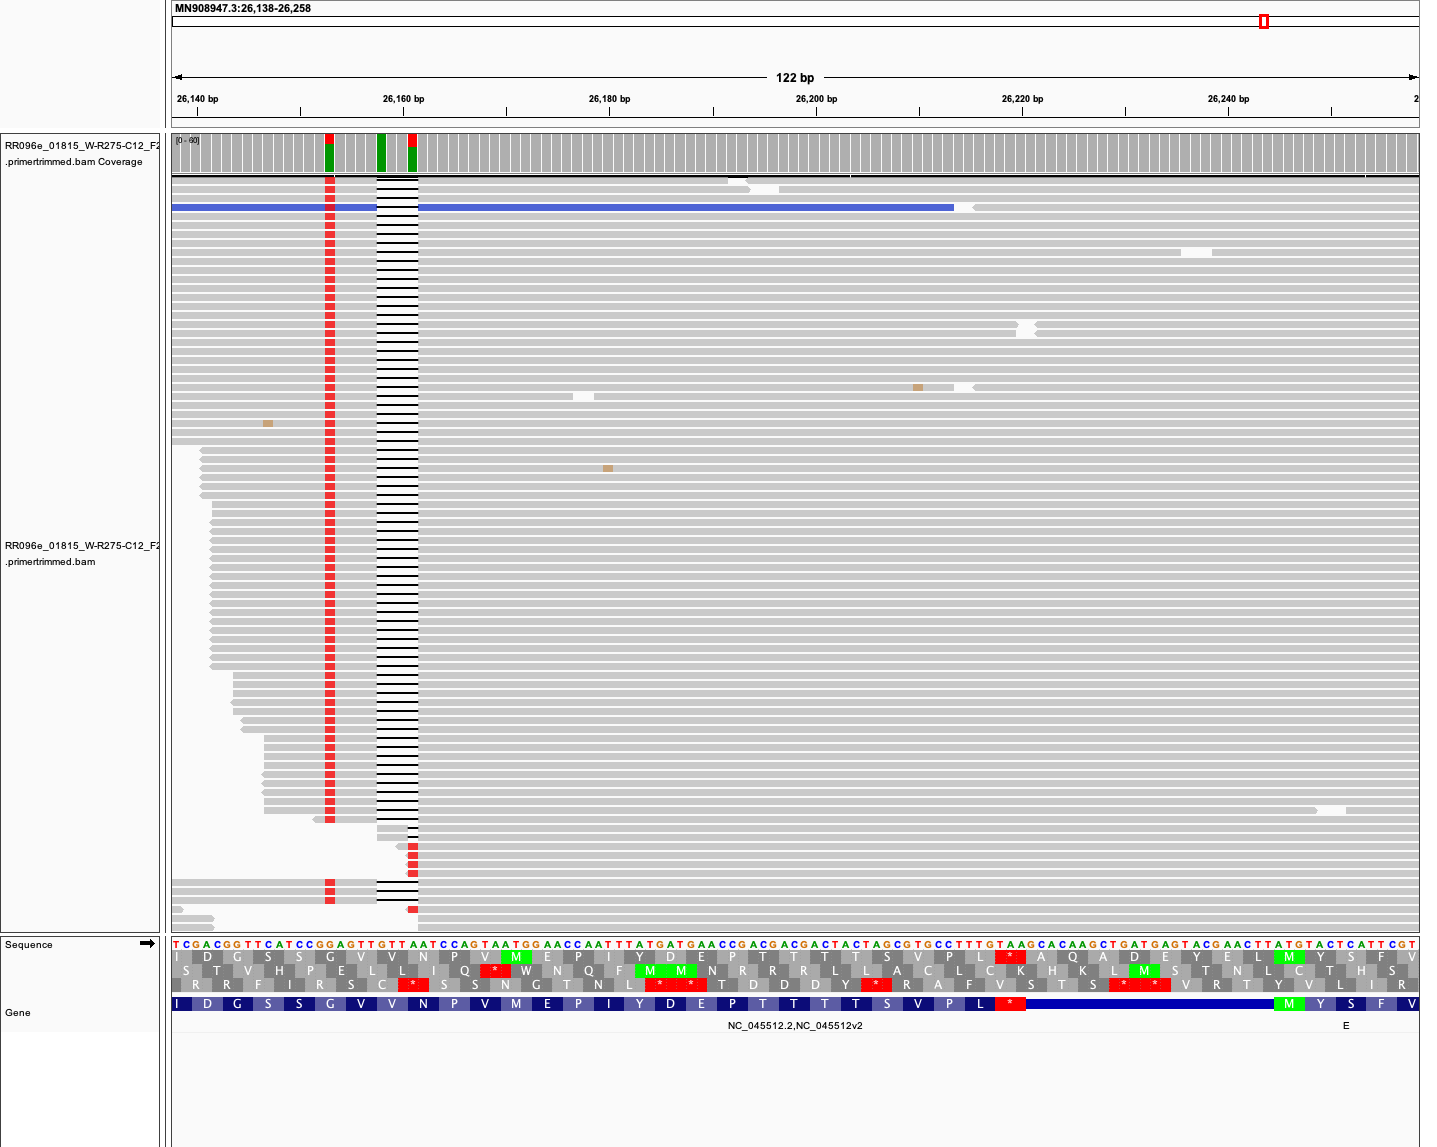 MN908947.3:26,138-26,258
122 bp
26,140 bp 26,160 bp 26,180 bp 26,200 bp 26,220 bp 26,240 bp 2
RR096e_01815_W-R275-C12_F2
.primertrimmed.bam Coverage
[0 - 60]
RR096e_01815_W-R275-C12_F2
.primertrimmed.bam
Sequence
TCGACGGTTCATCCGGAGTTGTTAATCCAGTAATGGAACCAATTTATGATGAACCGACGACGACTACTAGCGTGCCTTTGTAAGCACAAGCTGATGAGTACGAACTTATGTACTCATTCGT
I D G S S G V V N P V M E P I Y D E P T T T T S V P L * A Q A D E Y E L M Y S F V
S T V H P E L L I Q * W N Q F M M N R R R L L A C L C K H K L M S T N L C T H S
R R F I R S C * S S N G T N L * * T D D D Y * R A F V S T S * * V R T Y V L I R
Gene
I D G S S G V V N P V M E P I Y D E P T T T T S V P L * M Y S F V
NC_045512.2,NC_045512v2 E